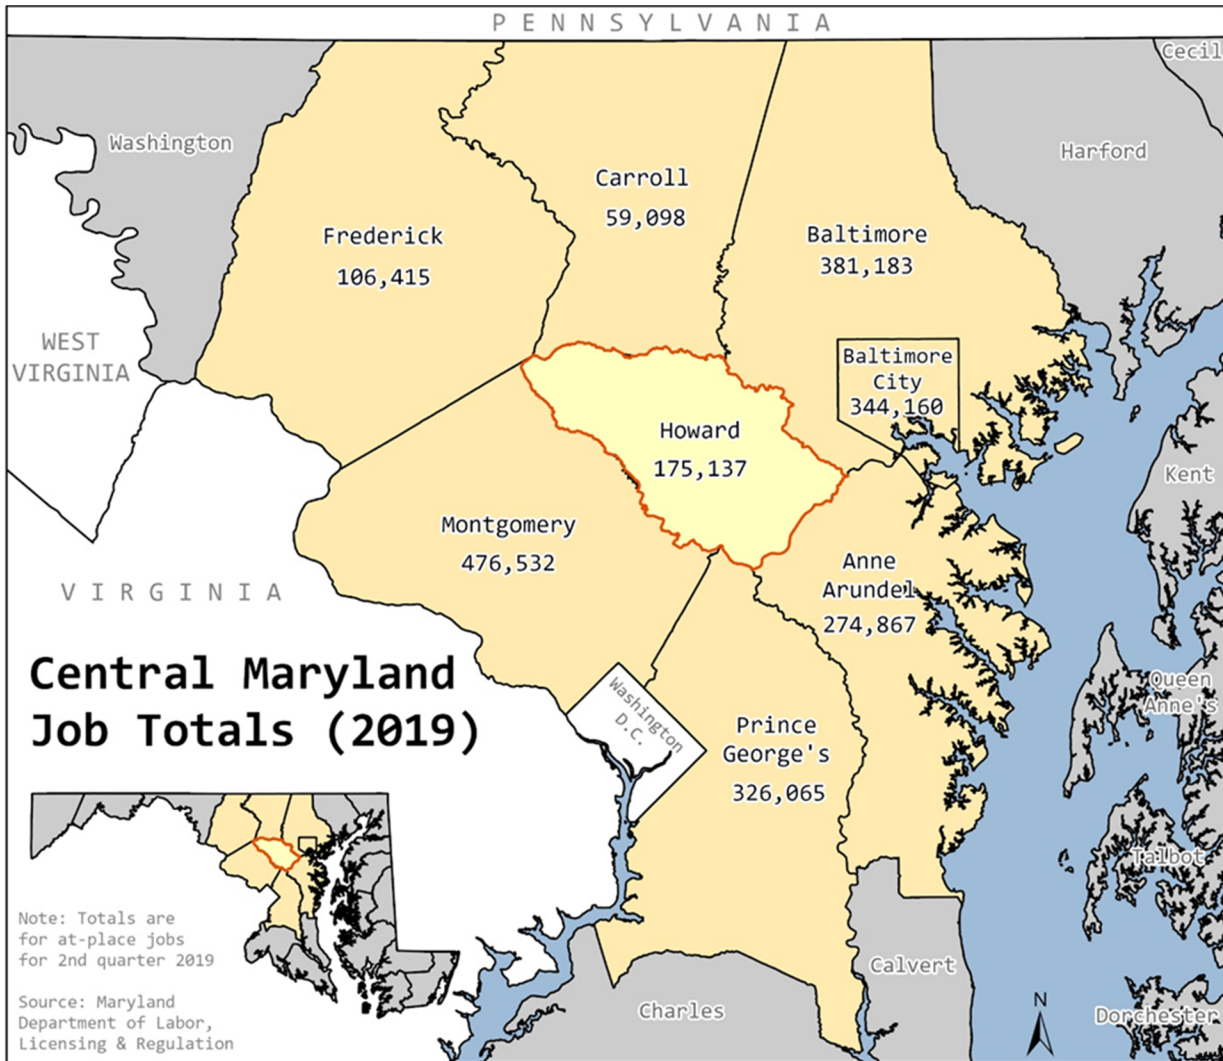 PENNSYLVANIA
Cecil
Washington
Harford
Carroll
59,098
Frederick
106,415
Baltimore
381,183
WEST
VIRGINIA
Baltimore
City
344,160
Howard
175,137
Kent
Montgomery
476,532
Anne
Arundel
274,867
VIRGINIA
Central Maryland
Job Totals (2019)
Washington
D.C.
Queen
Anne's
Prince
George's
326,065
Talbot
Note: Totals are
for at-place jobs
for 2nd quarter 2019
Source: Maryland
Department of Labor,
Licensing & Regulation
Calvert
Charles
N
Dorchester